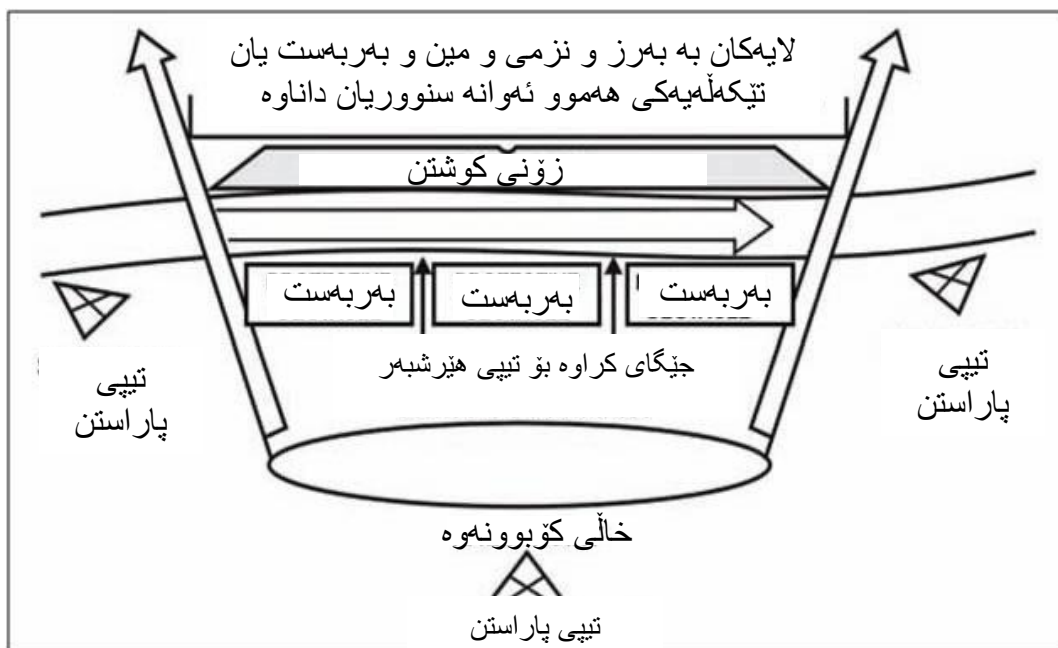 لایەکان بە بەرز و نزمی و مین و بەربەست یان
تێکەڵەیەکی هەموو ئەوانە سنووریان داناوە
زۆنی کوشتن
بەربەست
بەربەست
بەربەست
جێگای کراوە بۆ تیپی هێرشبەر
تیپی
پاراستن
تیپی
پاراستن
خاڵی کۆبوونەوە
تیپی پاراستن